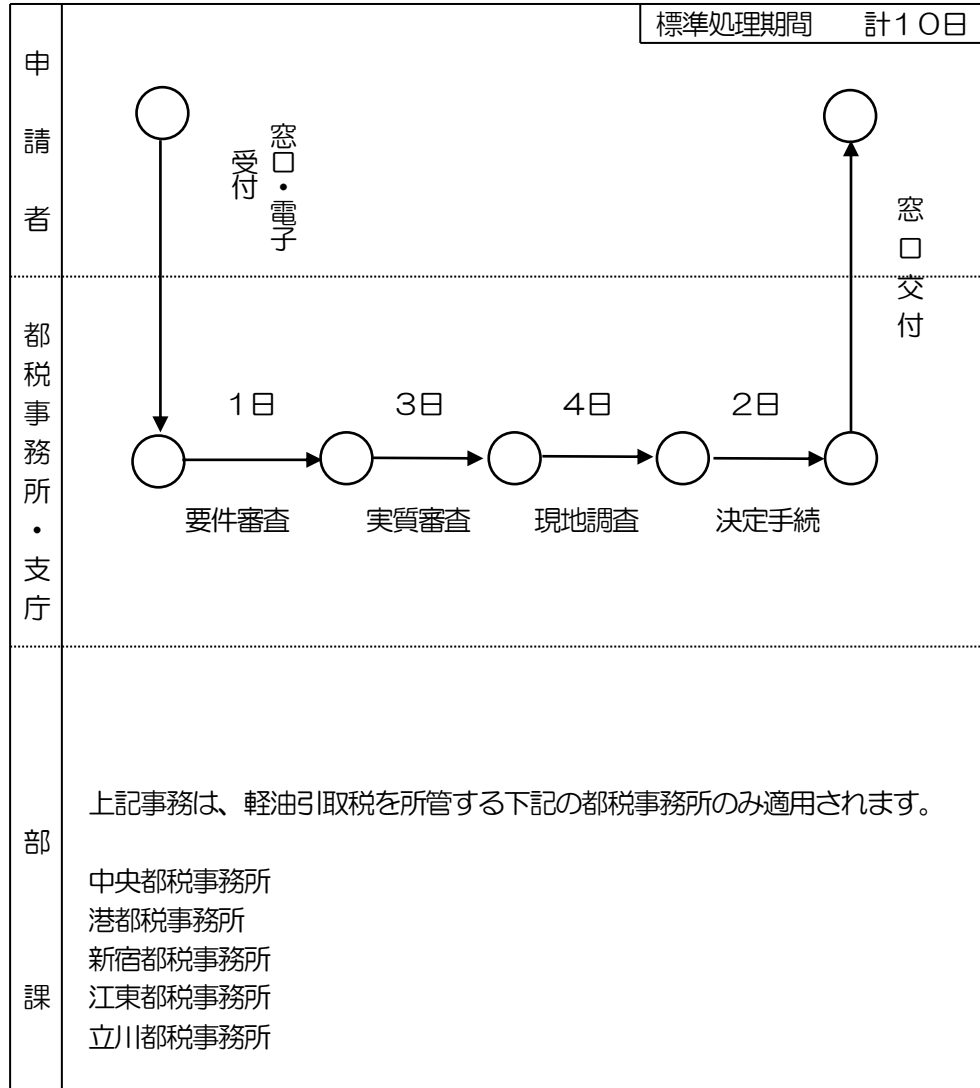 標準処理期間　計１０日
申請者
窓口・電子
受付
窓口交付
都税事務所・支庁
１日
３日
４日
２日
要件審査
実質審査
現地調査
決定手続
部課
上記事務は、軽油引取税を所管する下記の都税事務所のみ適用されます。
中央都税事務所
港都税事務所
新宿都税事務所
江東都税事務所
立川都税事務所